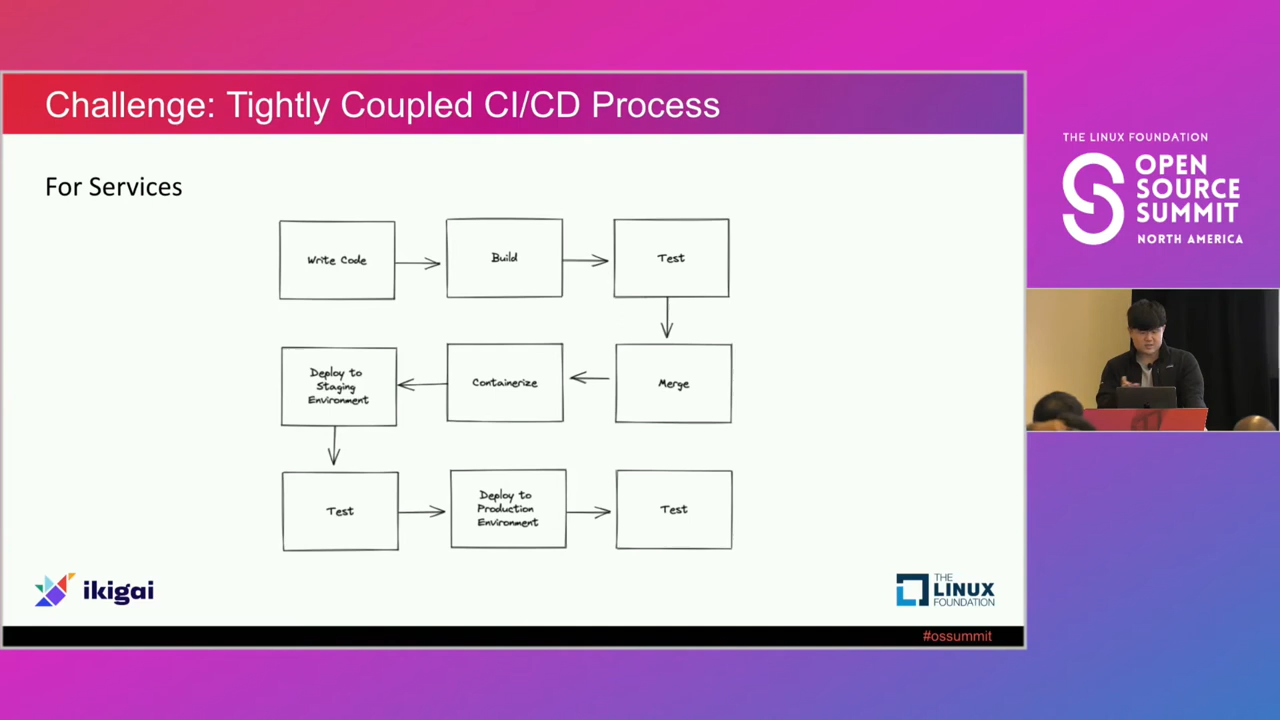 Challenge: Tightly Coupled CI/CD Process
For Services
Write Code
Build
Test
Deploy to
Staging
Environment
Containerize
Merge
Test
Deploy to
Production
Environment
Test
ikigai
THE
LINUX
FOUNDATION
#ossummit
THE LINUX FOUNDATION
OPEN
SOURCE
SUMMIT
NORTH AMERICA